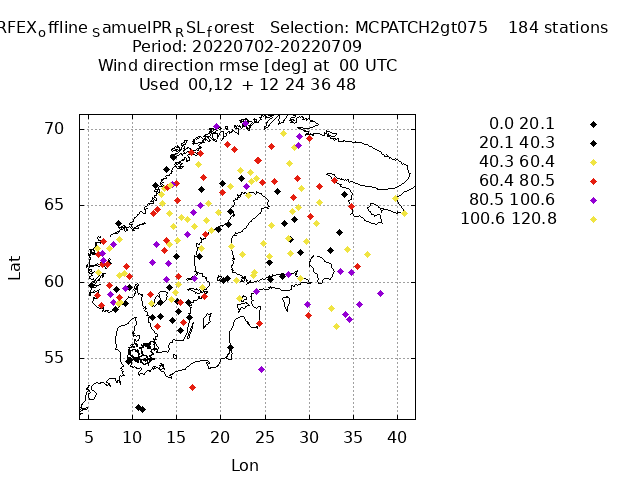 RFEXoffline SamuelPRRSLforest Selection: MCPATCH2gt075 184 stations
Period: 20220702-20220709
Wind direction rmse [deg] at 00 UTC
Used 00,12 + 12 24 36 48
0.0 20.1
20.1 40.3
40.3 60.4
60.4 80.5
80.5 100.6
100.6 120.8
70
65
60
55
Lat
5 10 15 20 25 30 35 40
Lon